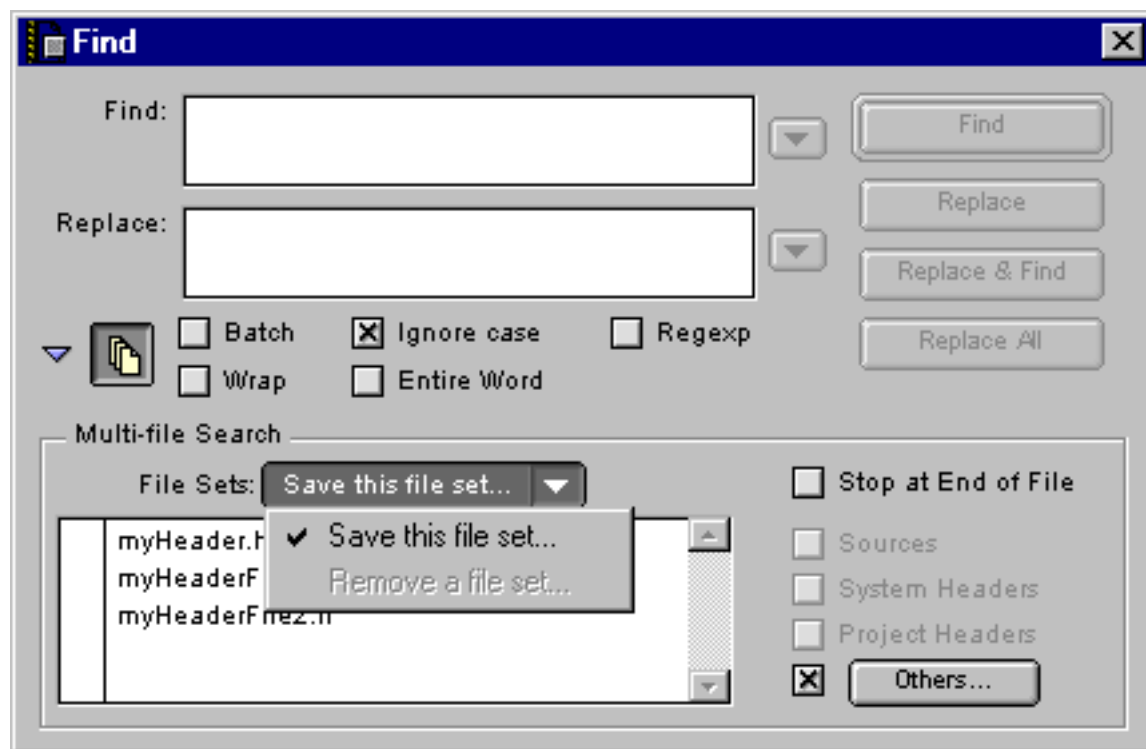 Find
Find:
Find
Replace:
Replace
Replace & Find
Replace All
Batch
Ignore case
Regexp
Wrap
Entire Word
Multi-file Search
File Sets:
Save this file set...
Stop at End of File
Save this file set...
Remove a file set...
myHeader.h
myHeaderF
Sources
System Headers
Project Headers
Others...